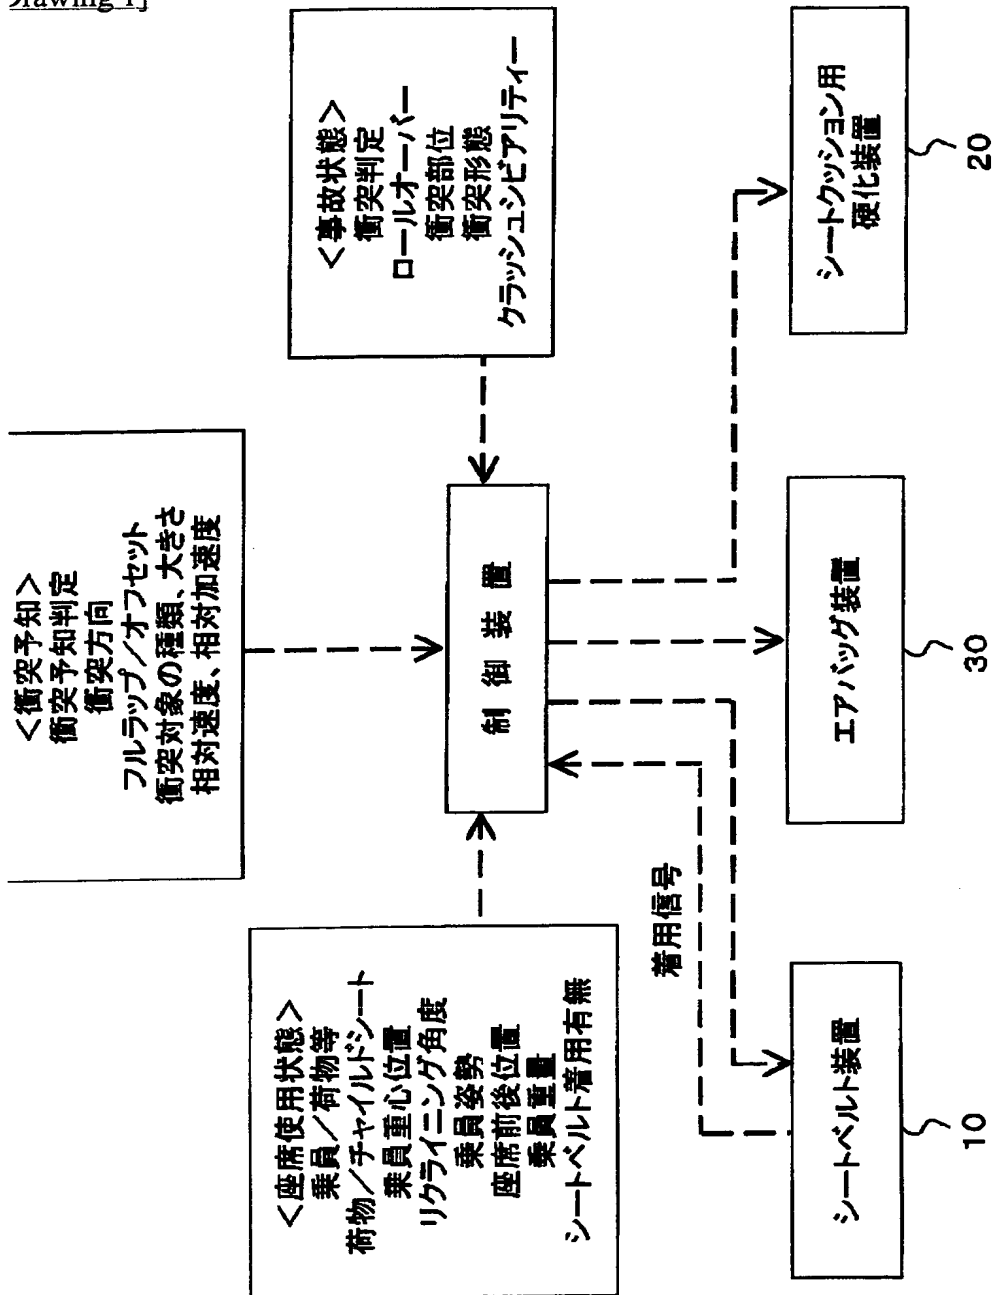 <衝突予知>
衝突予知判定
衝突方向
フルラップ/オフセット
衝突対象の種類、大きさ
相対速度、相対加速度
<座席使用状態>
乗員/荷物等
荷物/チャイルドシート
乗員重心位置
リクライニング角度
乗員姿勢
座席前後位置
乗員重量
シートベルト着用有無
<事故状態>
衝突判定
ロールオーバー
衝突部位
衝突形態
クラッシュシビアリティー
制御装置
着用信号
シートベルト装置
10
エアバッグ装置
30
シートクッション用
硬化装置
20